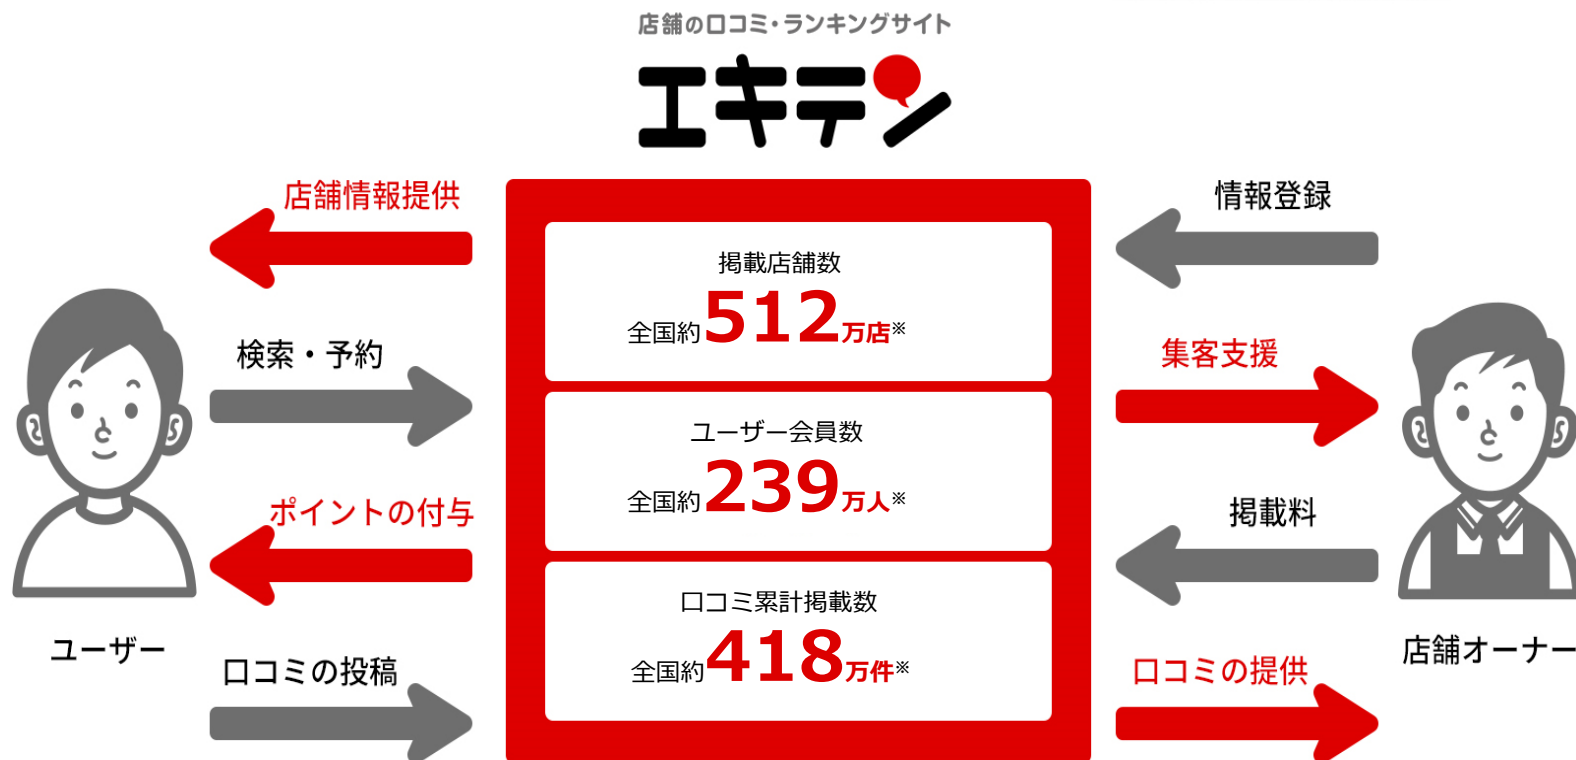 店舗の口コミ・ランキングサイト
エキテン
店舗情報提供
検索・予約
ポイントの付与
口コミの投稿
ユーザー
掲載店舗数
全国約512万店※
ユーザー会員数
全国約239万人※
口コミ累計掲載数
全国約418万件※
情報登録
集客支援
掲載料
口コミの提供
店舗オーナー